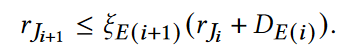 r_{J_{i+1}} ≤ ξ_{E(i+1)}(r_{J_i} + D_{E(i)}).